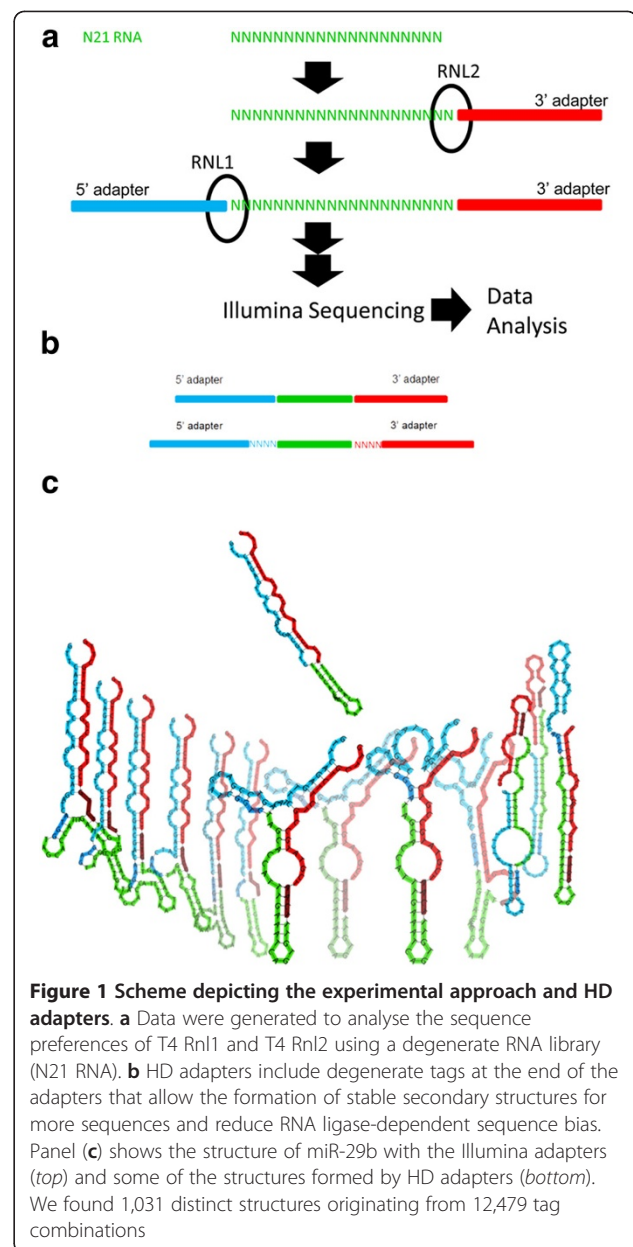 a
N21 RNA NNNNNNNNNNNNNNNNNNNN
RNL2
3' adapter
NNNNNNNNNNNNNNNNNNNNN
RNL1
5' adapter
3' adapter
NNNNNNNNNNNNNNNNNNNNN
Illumina Sequencing
Data
Analysis
b
5' adapter 3' adapter
5' adapter 3' adapter
NNNN NNNN
c
Figure 1 Scheme depicting the experimental approach and HD
adapters. a Data were generated to analyse the sequence
preferences of T4 Rnl1 and T4 Rnl2 using a degenerate RNA library
(N21 RNA). b HD adapters include degenerate tags at the end of the
adapters that allow the formation of stable secondary structures for
more sequences and reduce RNA ligase-dependent sequence bias.
Panel (c) shows the structure of miR-29b with the Illumina adapters
(top) and some of the structures formed by HD adapters (bottom).
We found 1,031 distinct structures originating from 12,479 tag
combinations